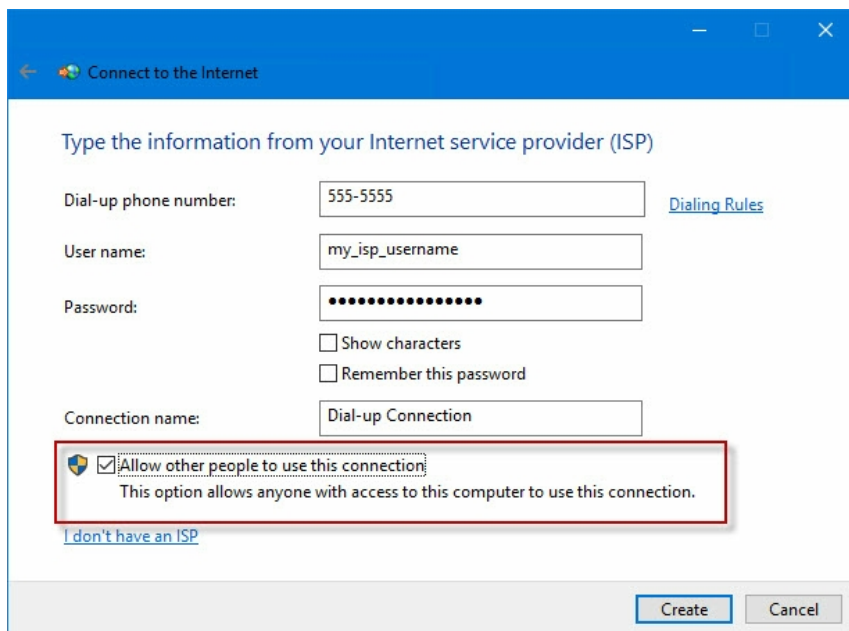 Connect to the Internet
Type the information from your Internet service provider (ISP)
Dial-up phone number: 555-5555 Dialing Rules
User name: my_isp_username
Password: ••••••••••••••••
Show characters
Remember this password
Connection name: Dial-up Connection
Allow other people to use this connection
This option allows anyone with access to this computer to use this connection.
I don't have an ISP
Create Cancel